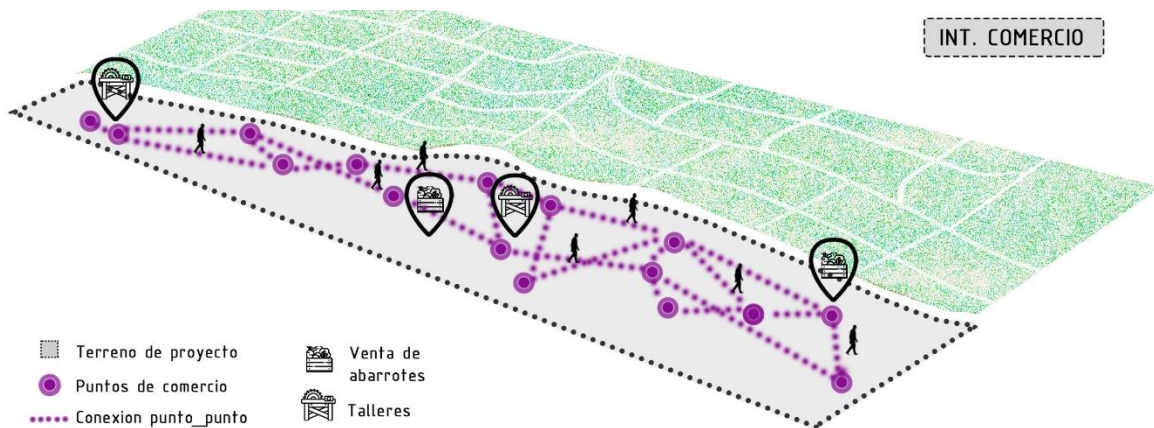 INT. COMERCIO
Terreno de proyecto
Puntos de comercio
Conexion punto_punto
Venta de
abarrotes
Talleres